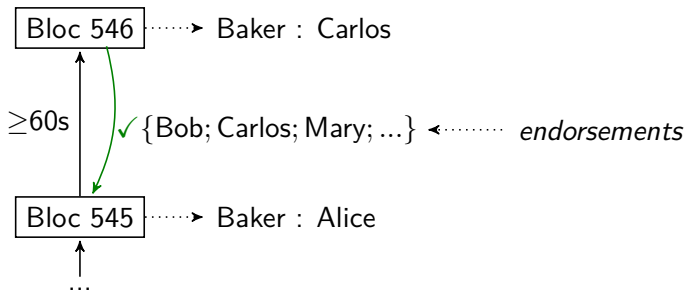 Bloc 546 Baker : Carlos
≥60s ✓{Bob; Carlos; Mary; ...} endorsements
Bloc 545 Baker : Alice
...